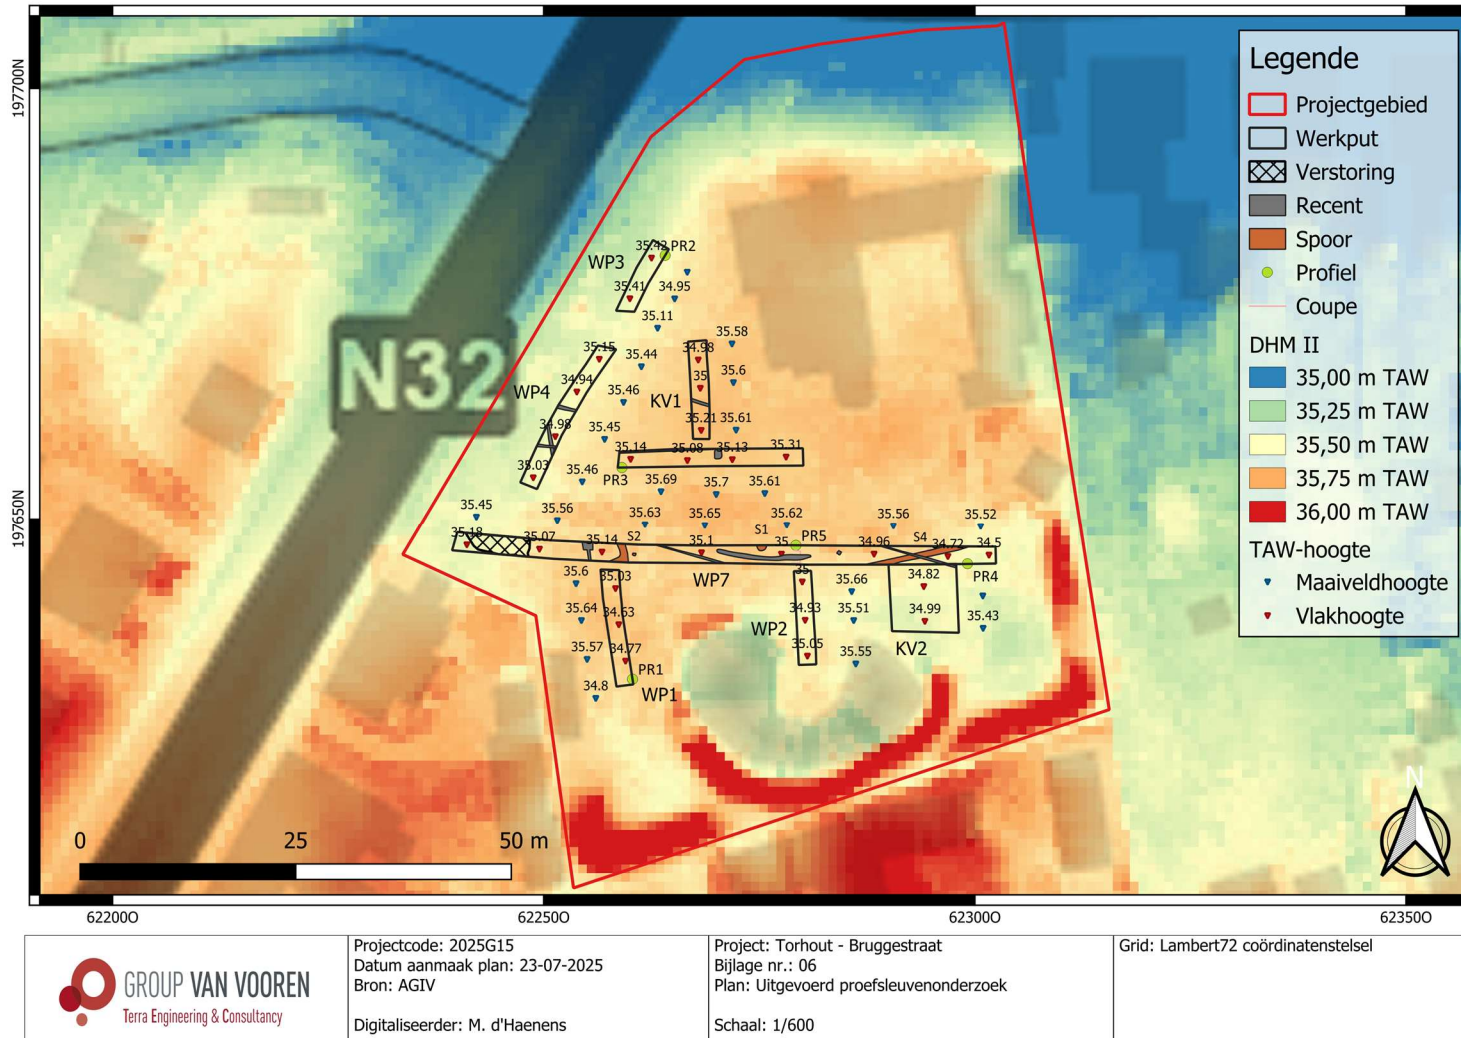 Legende
Projectgebied
Werkput
Verstoring
Recent
Spoor
Profiel
Coupe
DHM II
35,00 m TAW
35,25 m TAW
35,50 m TAW
35,75 m TAW
36,00 m TAW
TAW-hoogte
Maaiveldhoogte
Vlakhoogte
197700N
197650N
N32
35.42 PR2
WP3
35.41 34.95
35.11
35.58
35.15 34.98
35.44
34.94 35 35.6
WP4
35.46 KV1
34.98 35.21 35.61
35.45
35.14 35.08 35.13 35.31
35.03 35.46 PR3
35.69 35.7 35.61
35.45 35.56 35.63 35.65 35.62 35.56 35.52
35.18 35.07 35.14 S2 35.1 S1 35 PR5 34.96 S4 34.72 34.5
WP7
PR4
35.6 35.03 35 35.66 34.82
35.64 34.63 34.93 35.51 34.99 35.43
WP2
KV2
35.57 34.77 35.05 35.55
PR1
34.8 WP1
N
0 25 50 m
62200O 62250O 62300O 62350O
GROUP VAN VOOREN
Terra Engineering & Consultancy
Projectcode: 2025G15
Datum aanmaak plan: 23-07-2025
Bron: AGIV
Digitaliseerder: M. d'Haenens
Project: Torhout - Bruggestraat
Bijlage nr.: 06
Plan: Uitgevoerd proefsleuvenonderzoek
Schaal: 1/600
Grid: Lambert72 coördinatenstelsel